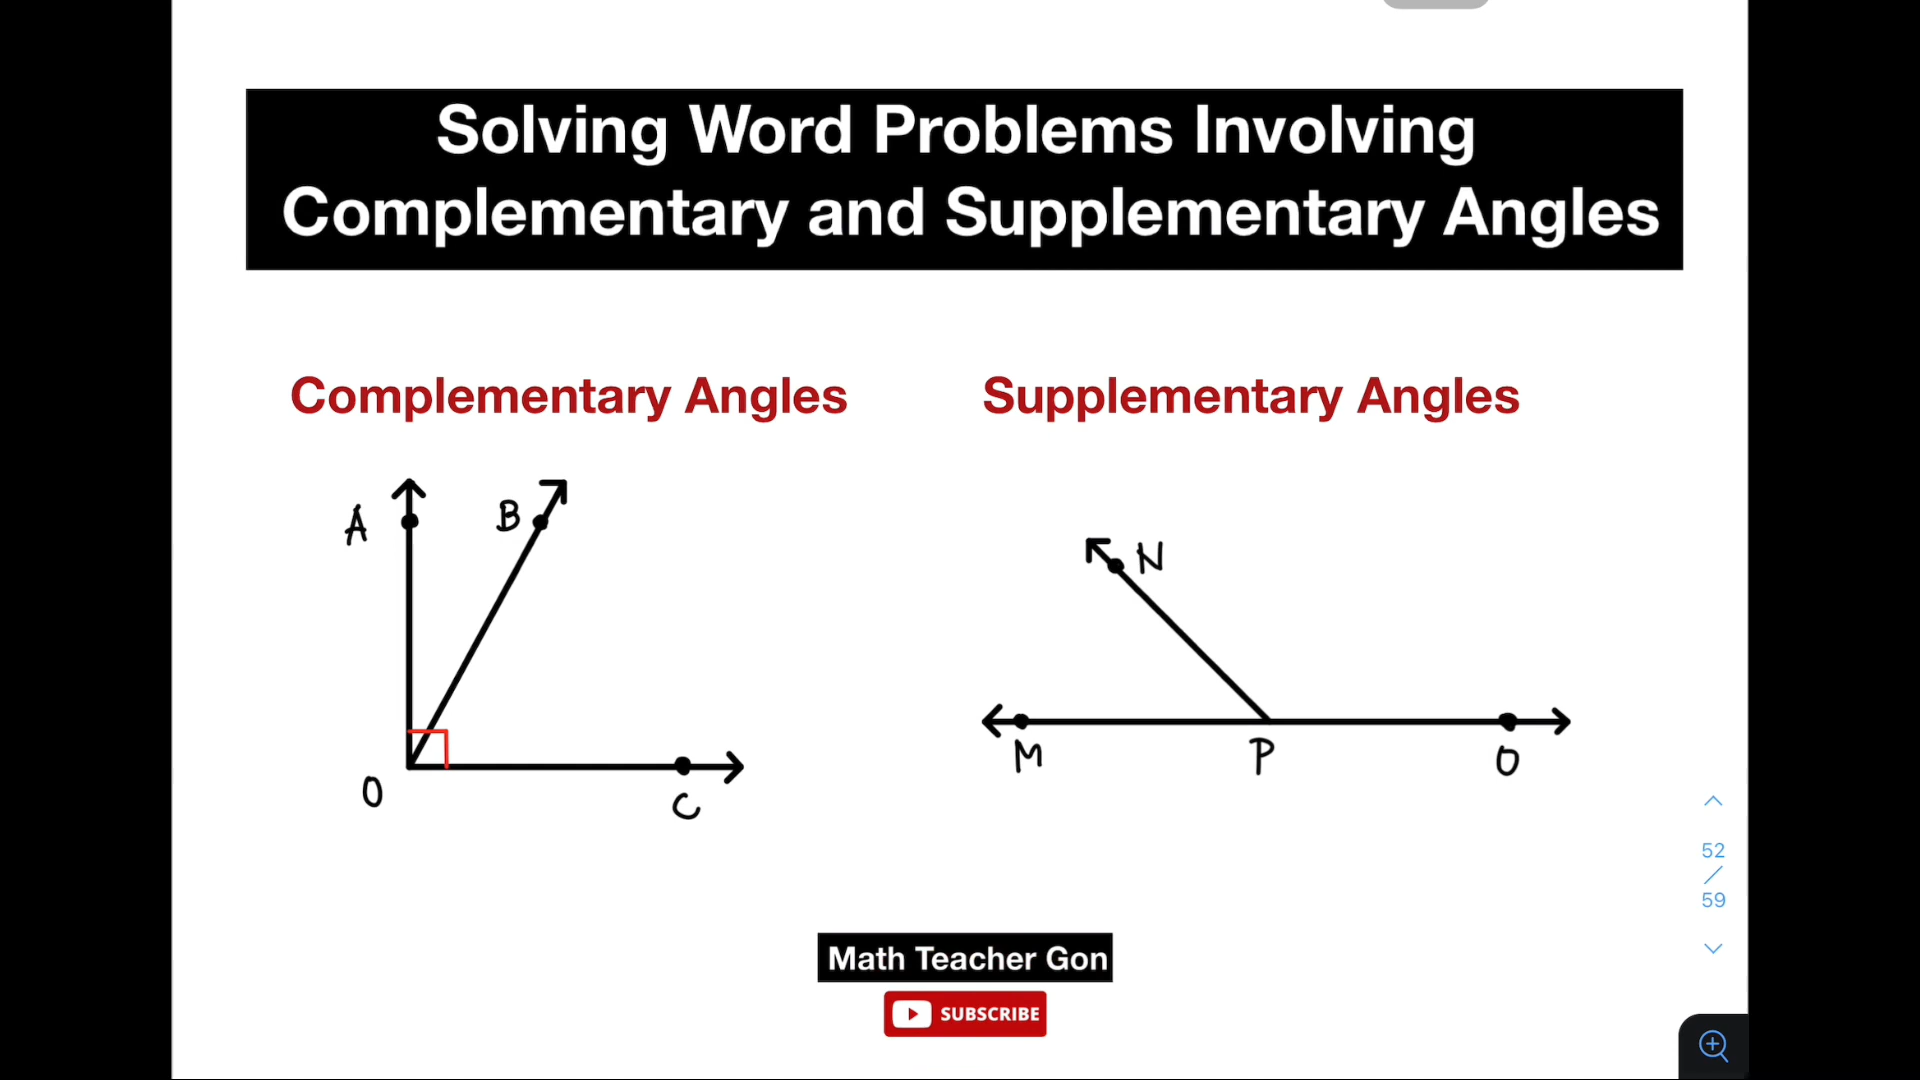 Solving Word Problems Involving
Complementary and Supplementary Angles
Complementary Angles
Supplementary Angles
A
B
O
C
N
M
P
O
52
/
59
Math Teacher Gon
SUBSCRIBE